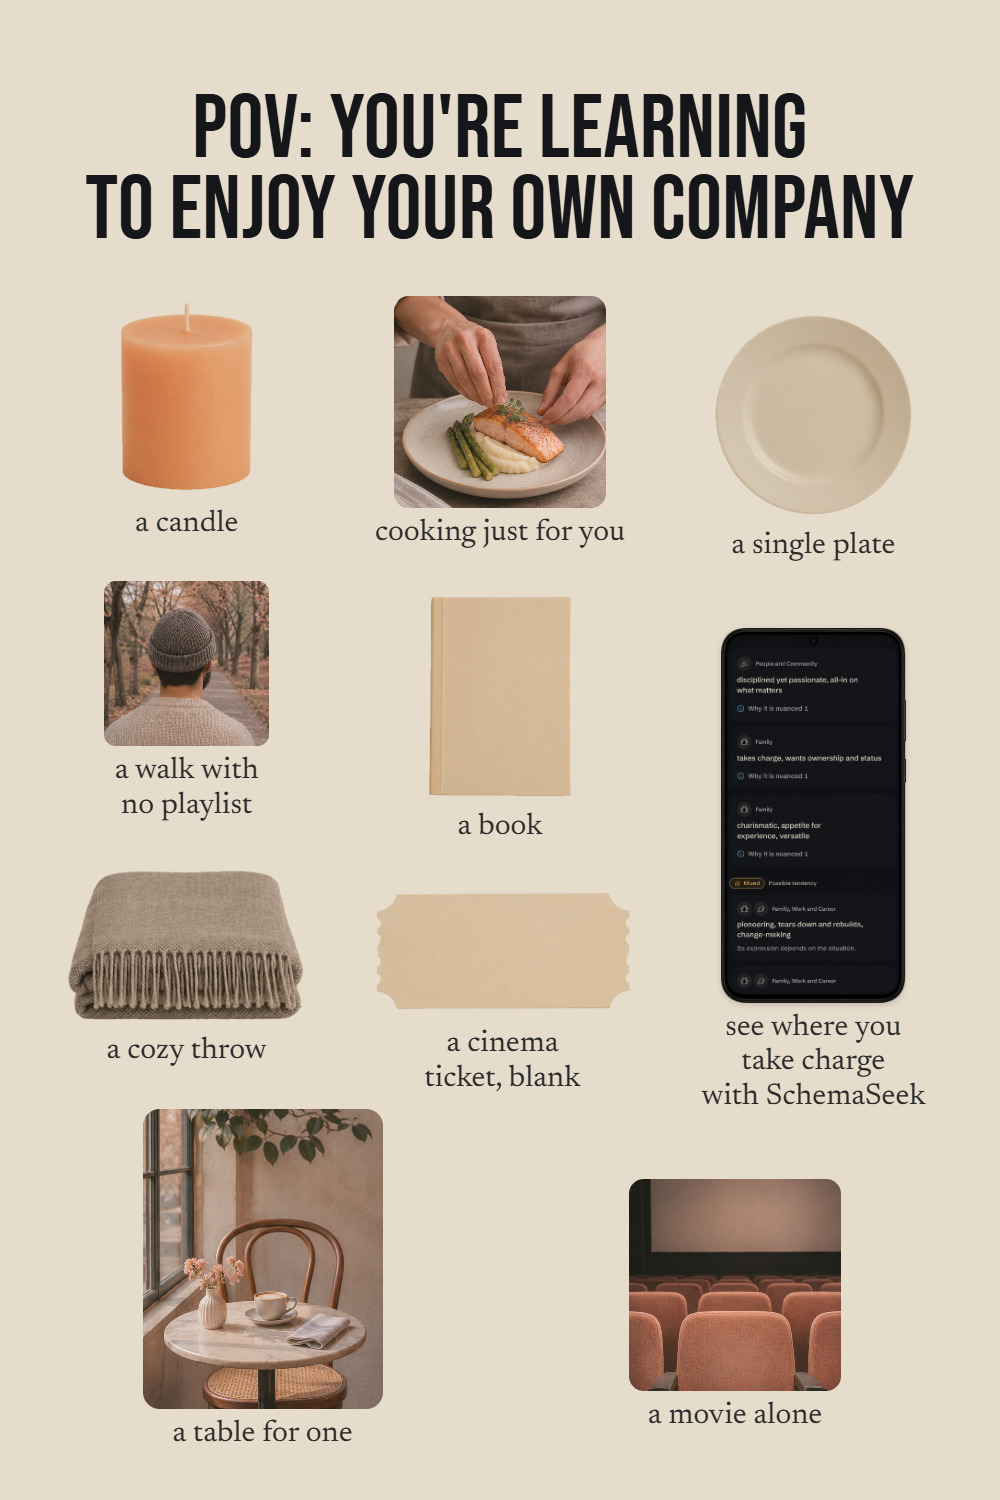 POV: YOU'RE LEARNING
TO ENJOY YOUR OWN COMPANY
a candle
cooking just for you
a single plate
a walk with
no playlist
a book
People and Community
disciplined yet passionate, all-in on
what matters
Why it is nuanced 1
Family
takes charge, wants ownership and status
Why it is nuanced 1
Family
charismatic, appetite for
experience, versatile
Why it is nuanced 1
Mixed Possible tendency
Family, Work and Career
pioneering, tears down and rebuilds,
change-making
Its expression depends on the situation.
Family, Work and Career
see where you
take charge
with SchemaSeek
a cozy throw
a cinema
ticket, blank
a table for one
a movie alone